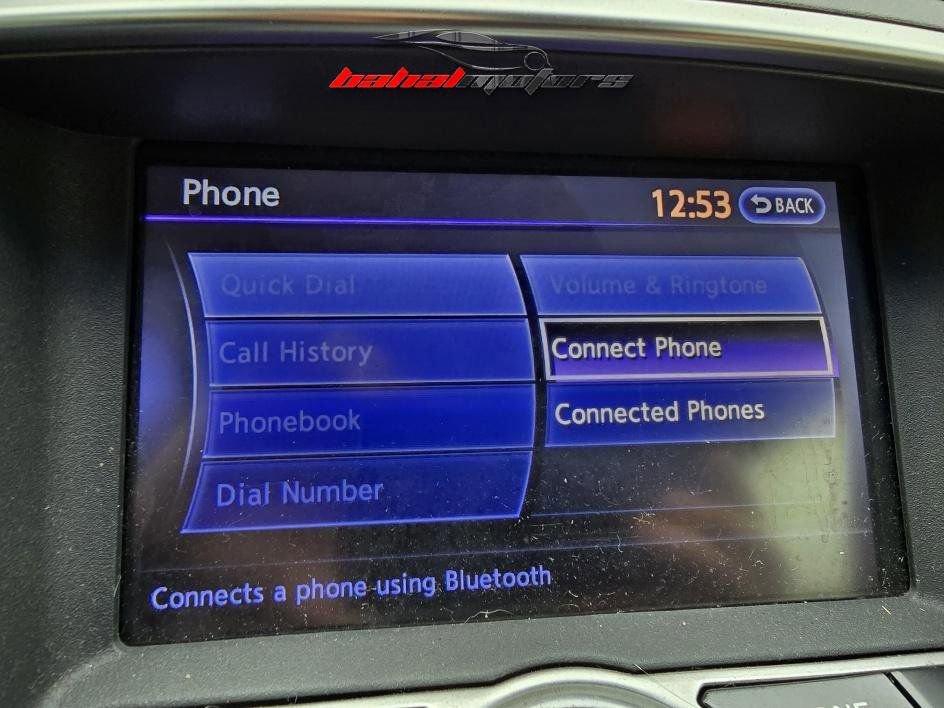 bahalmotors
Phone
12:53
BACK
Quick Dial
Volume & Ringtone
Call History
Connect Phone
Phonebook
Connected Phones
Dial Number
Connects a phone using Bluetooth